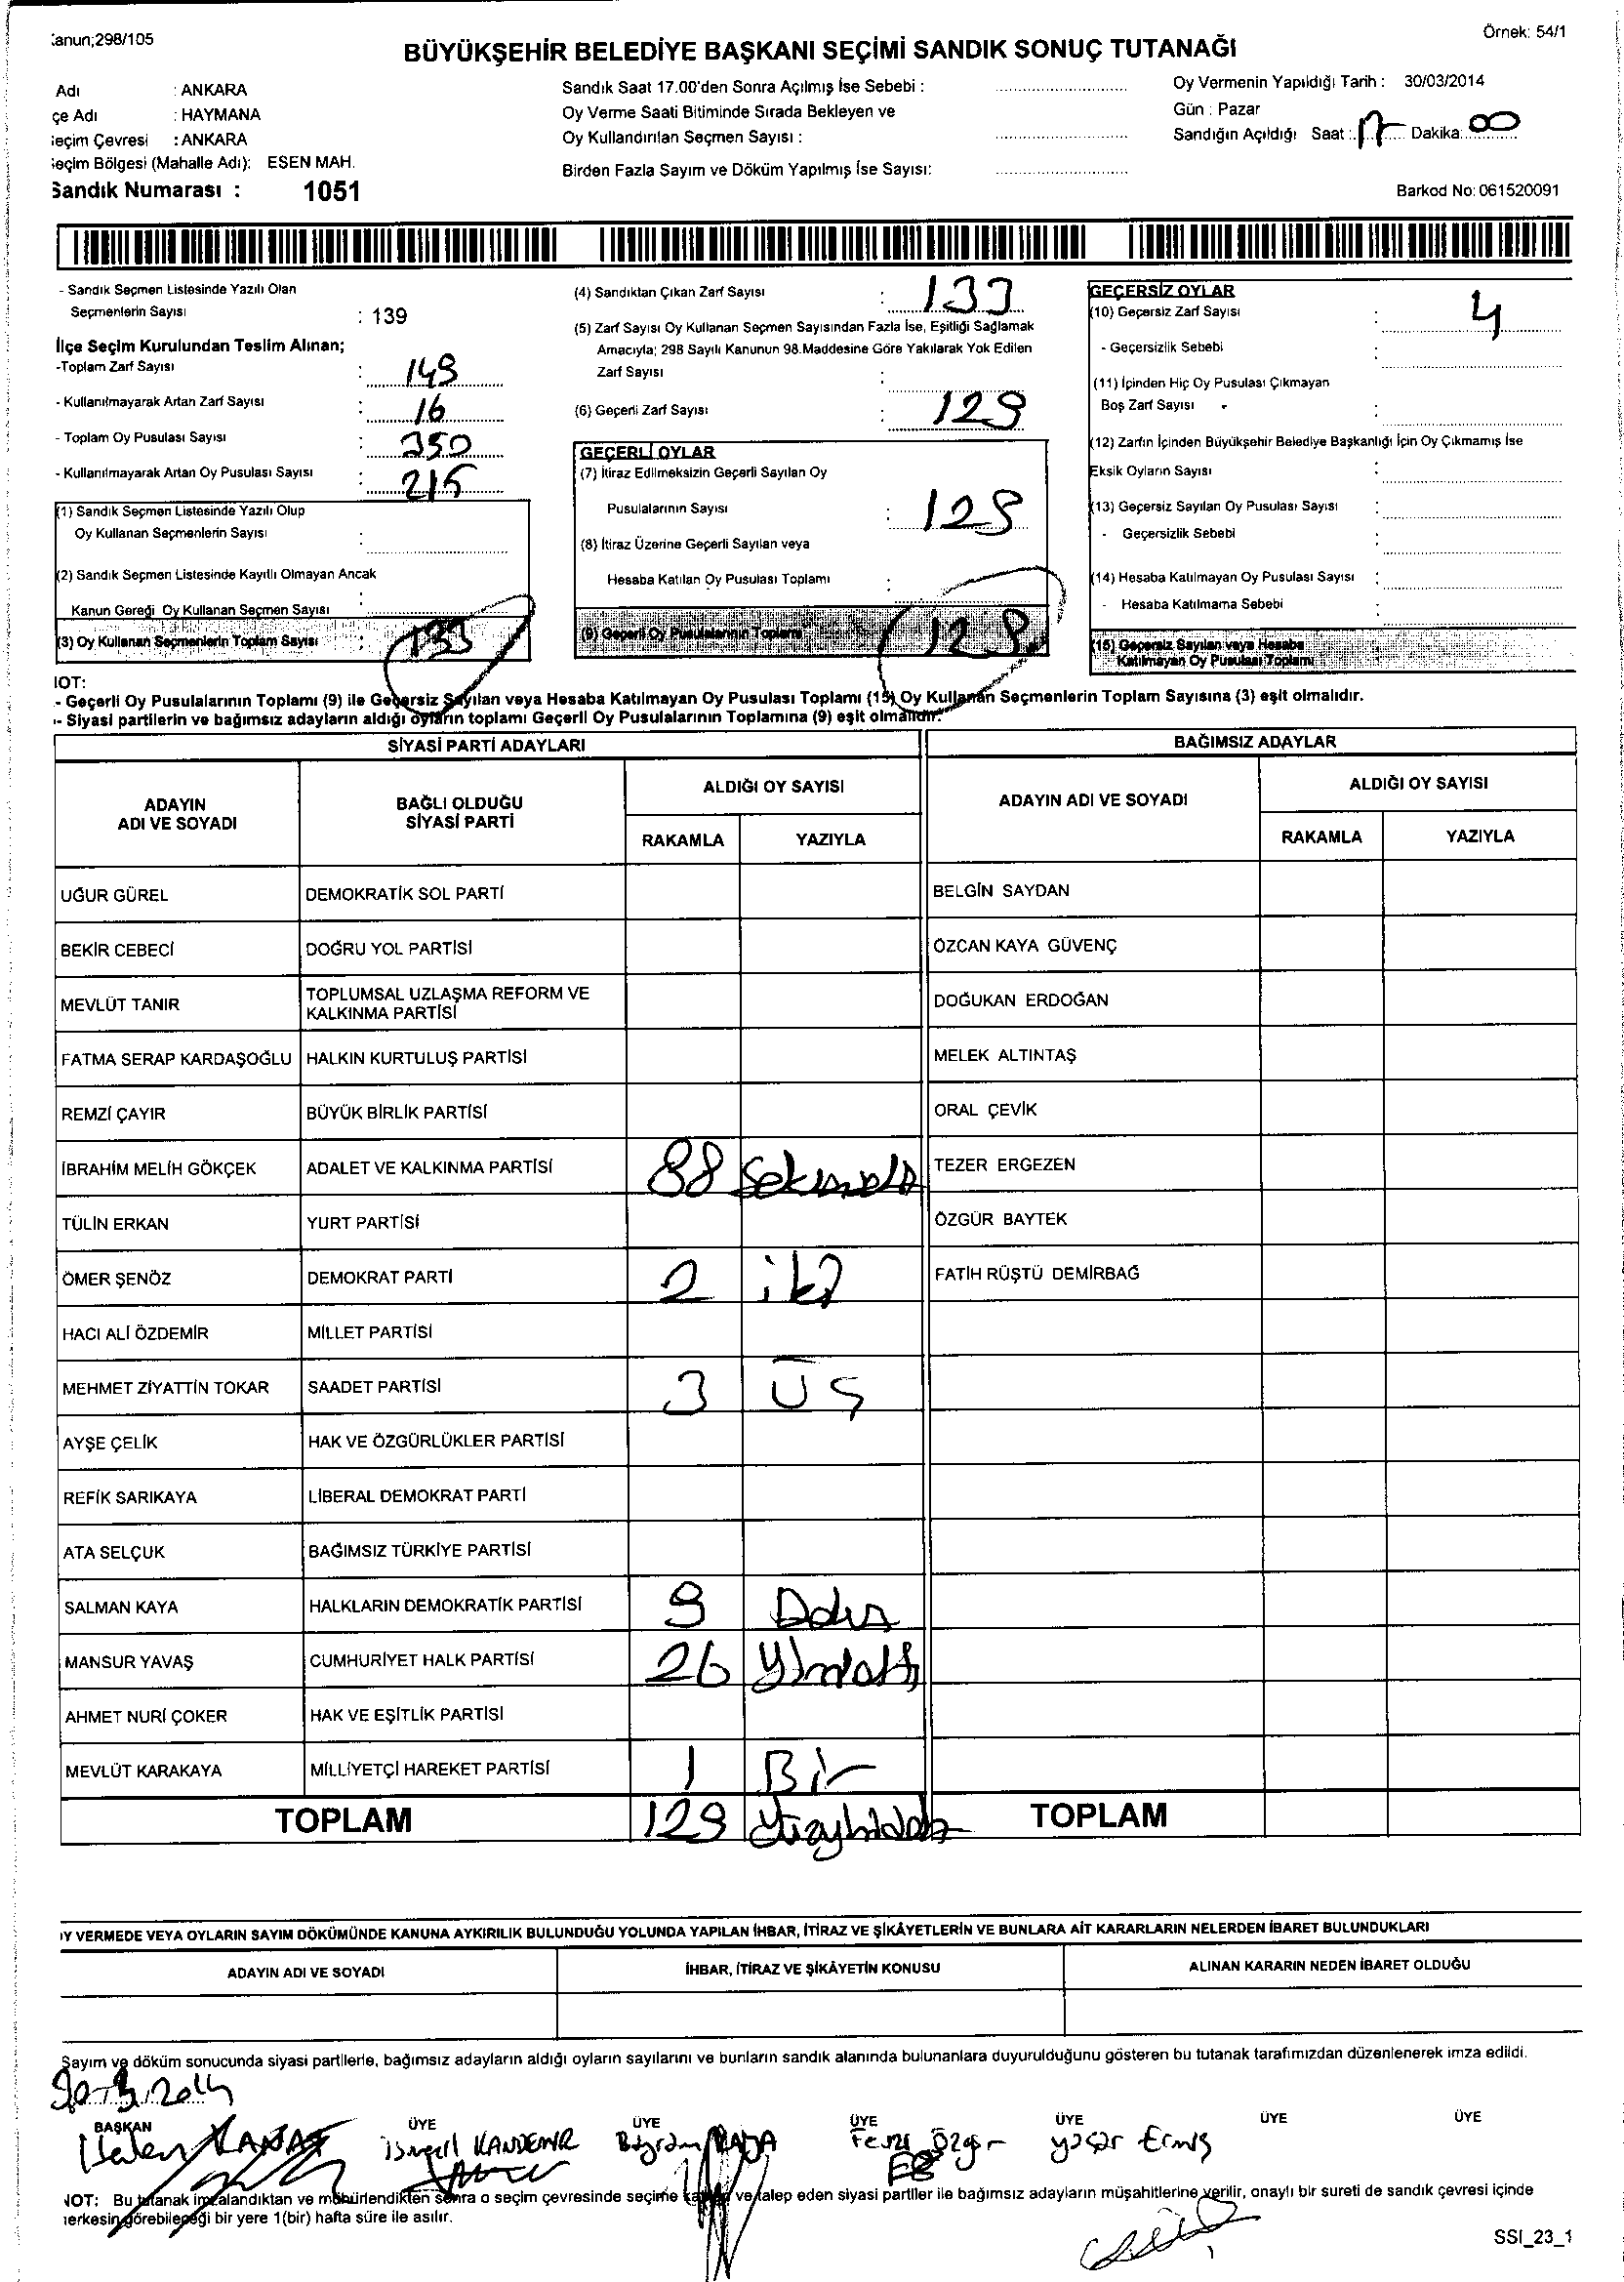 anun;298/105
Örnek: 54/1
BÜYÜKŞEHİR BELEDİYE BAŞKANI SEÇİMİ SANDIK SONUÇ TUTANAĞI
Adı : ANKARA
çe Adı : HAYMANA
eçim Çevresi : ANKARA
eçim Bölgesi (Mahalle Adı): ESEN MAH.
Sandık Numarası : 1051
Sandık Saat 17.00'den Sonra Açılmış İse Sebebi :
Oy Verme Saati Bitiminde Sırada Bekleyen ve
Oy Kullandırılan Seçmen Sayısı :
Birden Fazla Sayım ve Döküm Yapılmış İse Sayısı:
Oy Vermenin Yapıldığı Tarih : 30/03/2014
Gün : Pazar
Sandığın Açıldığı Saat : 17 Dakika: 00
Barkod No: 061520091
- Sandık Seçmen Listesinde Yazılı Olan
Seçmenlerin Sayısı : 139
İlçe Seçim Kurulundan Teslim Alınan;
-Toplam Zarf Sayısı : 149
- Kullanılmayarak Artan Zarf Sayısı : 16
- Toplam Oy Pusulası Sayısı : 350
- Kullanılmayarak Artan Oy Pusulası Sayısı : 215
(1) Sandık Seçmen Listesinde Yazılı Olup
Oy Kullanan Seçmenlerin Sayısı :
(2) Sandık Seçmen Listesinde Kayıtlı Olmayan Ancak
Kanun Gereği Oy Kullanan Seçmen Sayısı :
(3) Oy Kullanan Seçmenlerin Toplam Sayısı : 133
(4) Sandıktan Çıkan Zarf Sayısı : 133
(5) Zarf Sayısı Oy Kullanan Seçmen Sayısından Fazla İse, Eşitliği Sağlamak
Amacıyla; 298 Sayılı Kanunun 98.Maddesine Göre Yakılarak Yok Edilen
Zarf Sayısı :
(6) Geçerli Zarf Sayısı : 129
GEÇERLİ OYLAR
(7) İtiraz Edilmeksizin Geçerli Sayılan Oy
Pusulalarının Sayısı : 129
(8) İtiraz Üzerine Geçerli Sayılan veya
Hesaba Katılan Oy Pusulası Toplamı :
(9) Geçerli Oy Pusulalarının Toplamı : 129
GEÇERSİZ OYLAR
(10) Geçersiz Zarf Sayısı : 4
- Geçersizlik Sebebi :
(11) İçinden Hiç Oy Pusulası Çıkmayan
Boş Zarf Sayısı :
(12) Zarfın İçinden Büyükşehir Belediye Başkanlığı İçin Oy Çıkmamış İse
Eksik Oyların Sayısı :
(13) Geçersiz Sayılan Oy Pusulası Sayısı :
- Geçersizlik Sebebi :
(14) Hesaba Katılmayan Oy Pusulası Sayısı :
- Hesaba Katılmama Sebebi :
(15) Geçersiz Sayılan veya Hesaba
Katılmayan Oy Pusulası Toplamı
NOT:
- Geçerli Oy Pusulalarının Toplamı (9) ile Geçersiz Sayılan veya Hesaba Katılmayan Oy Pusulası Toplamı (15) Oy Kullanan Seçmenlerin Toplam Sayısına (3) eşit olmalıdır.
- Siyasi partilerin ve bağımsız adayların aldığı oyların toplamı Geçerli Oy Pusulalarının Toplamına (9) eşit olmalıdır.
SİYASİ PARTİ ADAYLARI BAĞIMSIZ ADAYLAR
ADAYIN ADI VE SOYADI BAĞLI OLDUĞU SİYASİ PARTİ ALDIĞI OY SAYISI ADAYIN ADI VE SOYADI ALDIĞI OY SAYISI
RAKAMLA YAZIYLA RAKAMLA YAZIYLA
UĞUR GÜREL DEMOKRATİK SOL PARTİ BELGİN SAYDAN
BEKİR CEBECİ DOĞRU YOL PARTİSİ ÖZCAN KAYA GÜVENÇ
MEVLÜT TANIR TOPLUMSAL UZLAŞMA REFORM VE KALKINMA PARTİSİ DOĞUKAN ERDOĞAN
FATMA SERAP KARDAŞOĞLU HALKIN KURTULUŞ PARTİSİ MELEK ALTINTAŞ
REMZİ ÇAYIR BÜYÜK BİRLİK PARTİSİ ORAL ÇEVİK
İBRAHİM MELİH GÖKÇEK ADALET VE KALKINMA PARTİSİ 88 TEZER ERGEZEN
TÜLİN ERKAN YURT PARTİSİ ÖZGÜR BAYTEK
ÖMER ŞENÖZ DEMOKRAT PARTİ 2 iki FATİH RÜŞTÜ DEMİRBAĞ
HACI ALİ ÖZDEMİR MİLLET PARTİSİ
MEHMET ZİYATTİN TOKAR SAADET PARTİSİ 3 ÜÇ
AYŞE ÇELİK HAK VE ÖZGÜRLÜKLER PARTİSİ
REFİK SARIKAYA LİBERAL DEMOKRAT PARTİ
ATA SELÇUK BAĞIMSIZ TÜRKİYE PARTİSİ
SALMAN KAYA HALKLARIN DEMOKRATİK PARTİSİ 9
MANSUR YAVAŞ CUMHURİYET HALK PARTİSİ 26
AHMET NURİ ÇOKER HAK VE EŞİTLİK PARTİSİ
MEVLÜT KARAKAYA MİLLİYETÇİ HAREKET PARTİSİ 1 Bir
TOPLAM 129 TOPLAM
Y VERMEDE VEYA OYLARIN SAYIM DÖKÜMÜNDE KANUNA AYKIRILIK BULUNDUĞU YOLUNDA YAPILAN İHBAR, İTİRAZ VE ŞİKÂYETLERİN VE BUNLARA AİT KARARLARIN NELERDEN İBARET BULUNDUKLARI
ADAYIN ADI VE SOYADI İHBAR, İTİRAZ VE ŞİKÂYETİN KONUSU ALINAN KARARIN NEDEN İBARET OLDUĞU
Sayım ve döküm sonucunda siyasi partilerle, bağımsız adayların aldığı oyların sayılarını ve bunların sandık alanında bulunanlara duyurulduğunu gösteren bu tutanak tarafımızdan düzenlenerek imza edildi.
30-3/2014
BAŞKAN ÜYE ÜYE ÜYE ÜYE ÜYE ÜYE
ismail KANDEMİR Bayram KAYA Fevzi Özgür yaşar Ermiş
NOT: Bu tutanak imzalandıktan ve mühürlendikten sonra o seçim çevresinde seçime katılan ve talep eden siyasi partiler ile bağımsız adayların müşahitlerine verilir, onaylı bir sureti de sandık çevresi içinde
herkesin görebileceği bir yere 1(bir) hafta süre ile asılır.
SSI_23_1